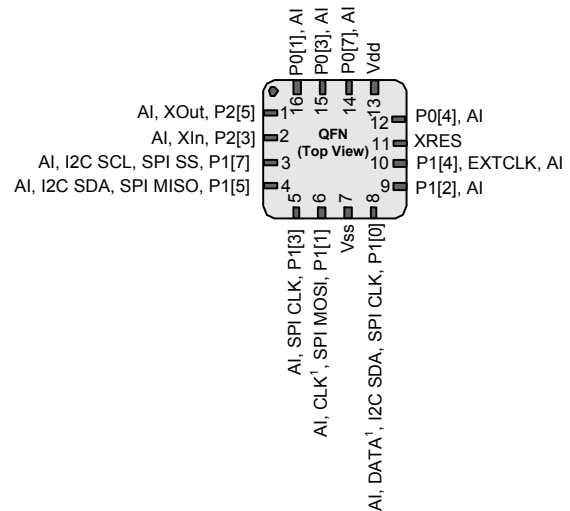 P0[1], AI
P0[3], AI
P0[7], AI
Vdd
16
15
14
13
AI, XOut, P2[5]
1
AI, XIn, P2[3]
2
AI, I2C SCL, SPI SS, P1[7]
3
AI, I2C SDA, SPI MISO, P1[5]
4
QFN
(Top View)
12
P0[4], AI
11
XRES
10
P1[4], EXTCLK, AI
9
P1[2], AI
5
6
7
8
AI, SPI CLK, P1[3]
AI, CLK¹, SPI MOSI, P1[1]
Vss
AI, DATA¹, I2C SDA, SPI CLK, P1[0]